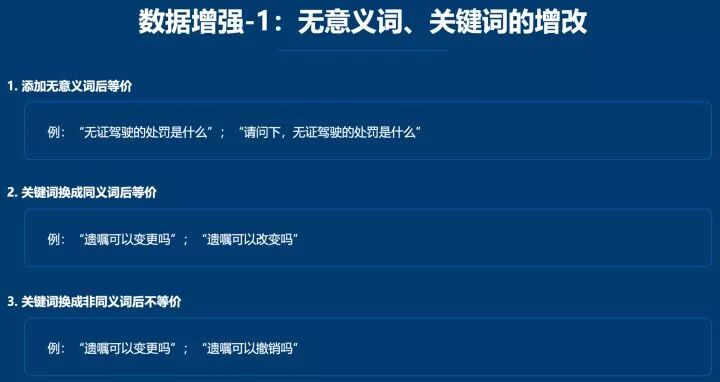 数据增强-1：无意义词、关键词的增改
1. 添加无意义词后等价
例：“无证驾驶的处罚是什么”；“请问下，无证驾驶的处罚是什么“
2. 关键词换成同义词后等价
例：“遗嘱可以变更吗”；“遗嘱可以改变吗”
3. 关键词换成非同义词后不等价
例：“遗嘱可以变更吗”；“遗嘱可以撤销吗”